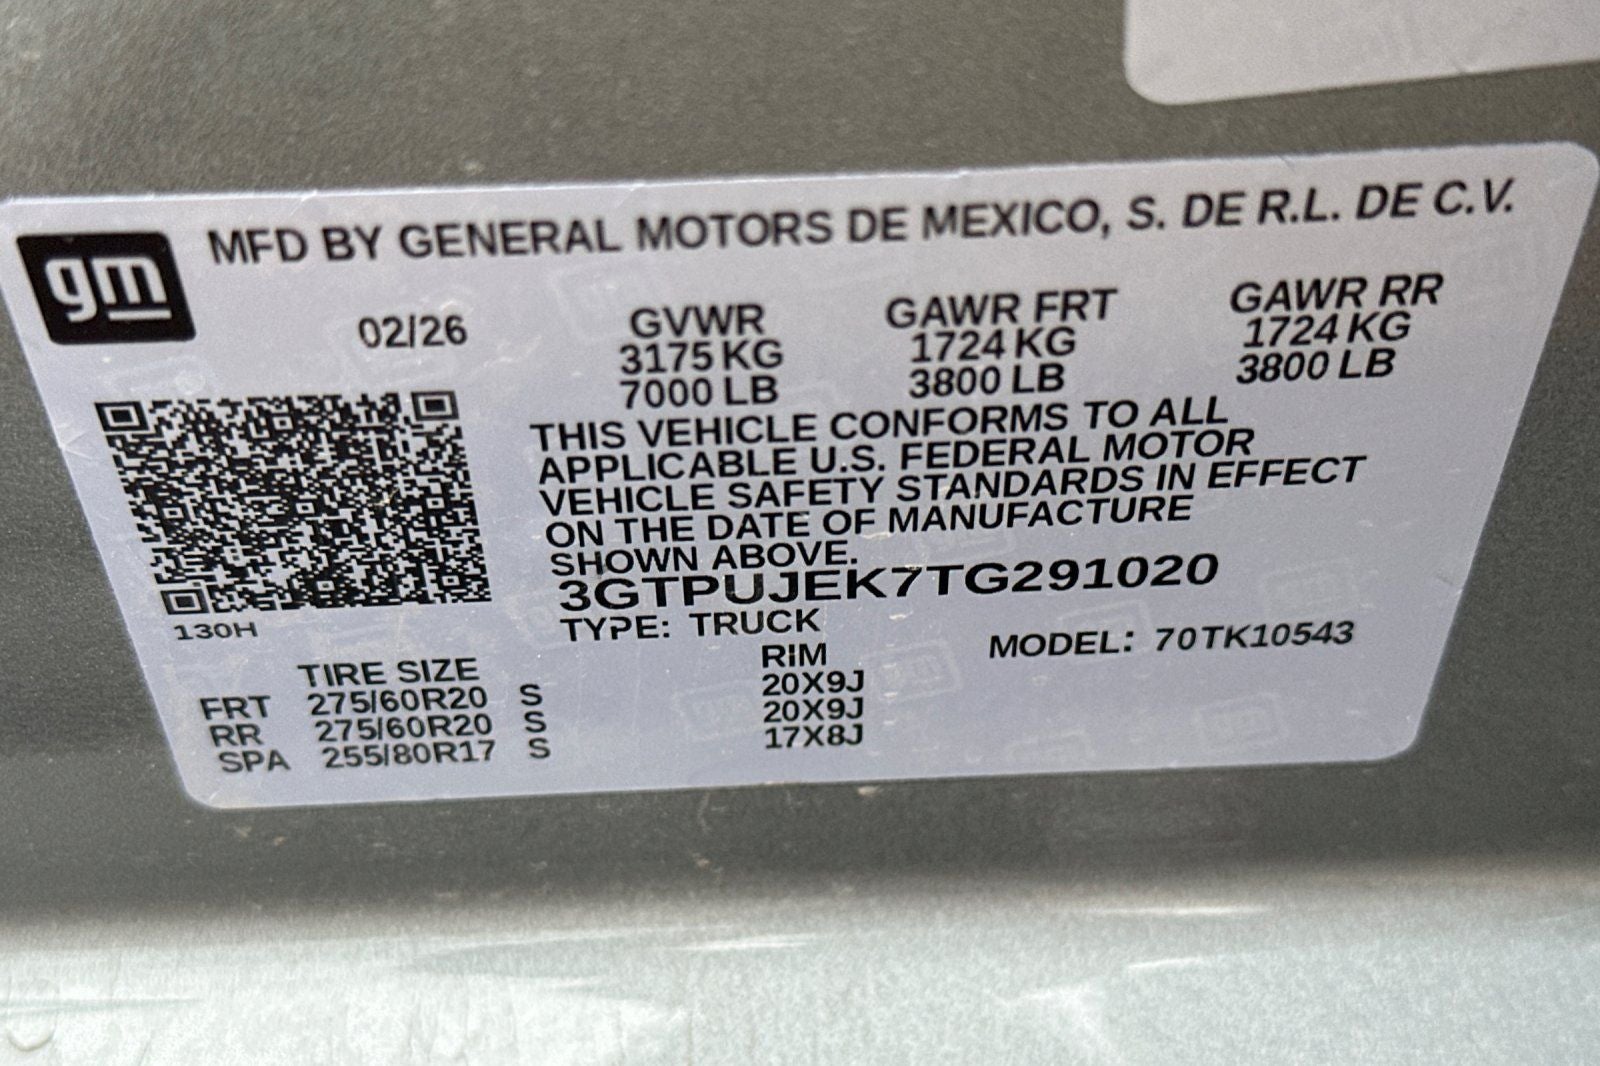 gm
MFD BY GENERAL MOTORS DE MEXICO, S. DE R.L. DE C.V.
02/26 GVWR GAWR FRT GAWR RR
3175 KG 1724 KG 1724 KG
7000 LB 3800 LB 3800 LB
THIS VEHICLE CONFORMS TO ALL
APPLICABLE U.S. FEDERAL MOTOR
VEHICLE SAFETY STANDARDS IN EFFECT
ON THE DATE OF MANUFACTURE
SHOWN ABOVE.
3GTPUJEK7TG291020
130H
TYPE: TRUCK MODEL: 70TK10543
TIRE SIZE RIM
FRT 275/60R20 S 20X9J
RR 275/60R20 S 20X9J
SPA 255/80R17 S 17X8J